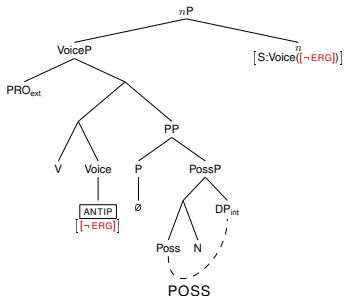 nP
VoiceP n
[S:Voice([¬ERG])]
PROext
PP
V Voice P PossP
ANTIP ø DPint
[¬ERG]
Poss N
POSS